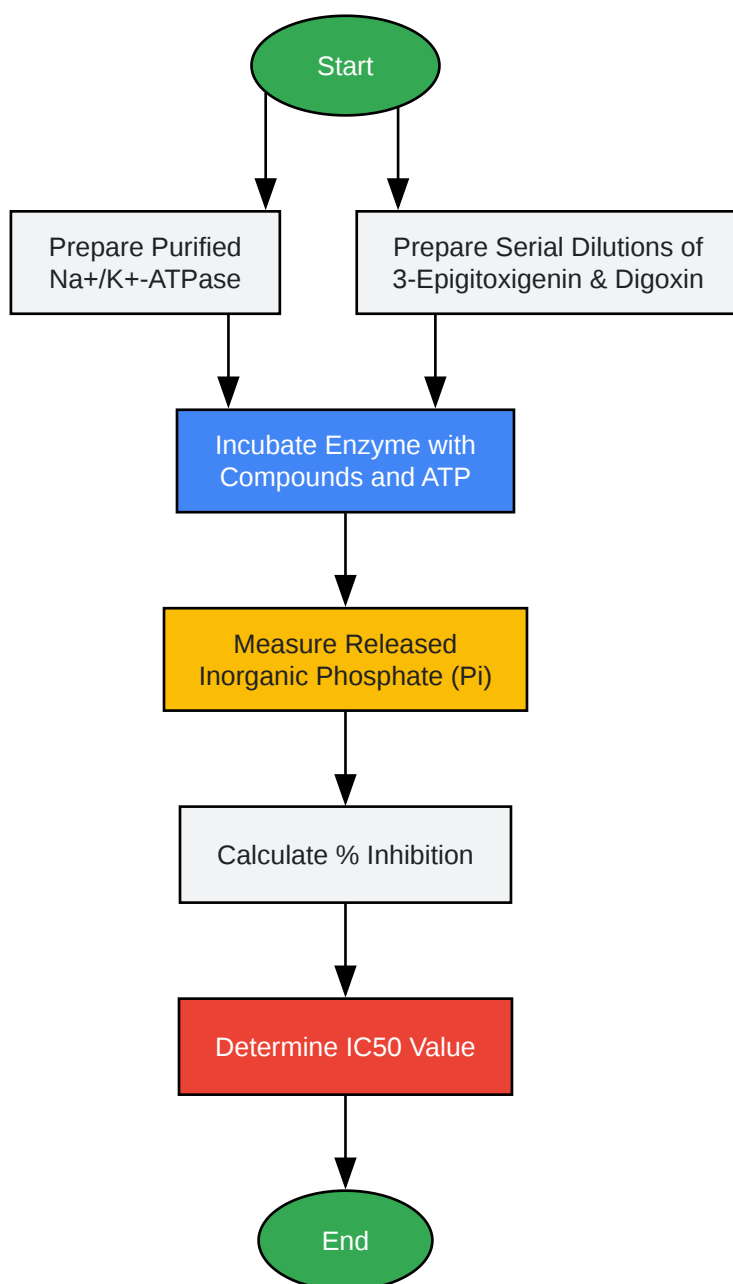 Start
Prepare Purified
Na+/K+-ATPase
Prepare Serial Dilutions of
3-Epigitoxigenin & Digoxin
Incubate Enzyme with
Compounds and ATP
Measure Released
Inorganic Phosphate (Pi)
Calculate % Inhibition
Determine IC50 Value
End